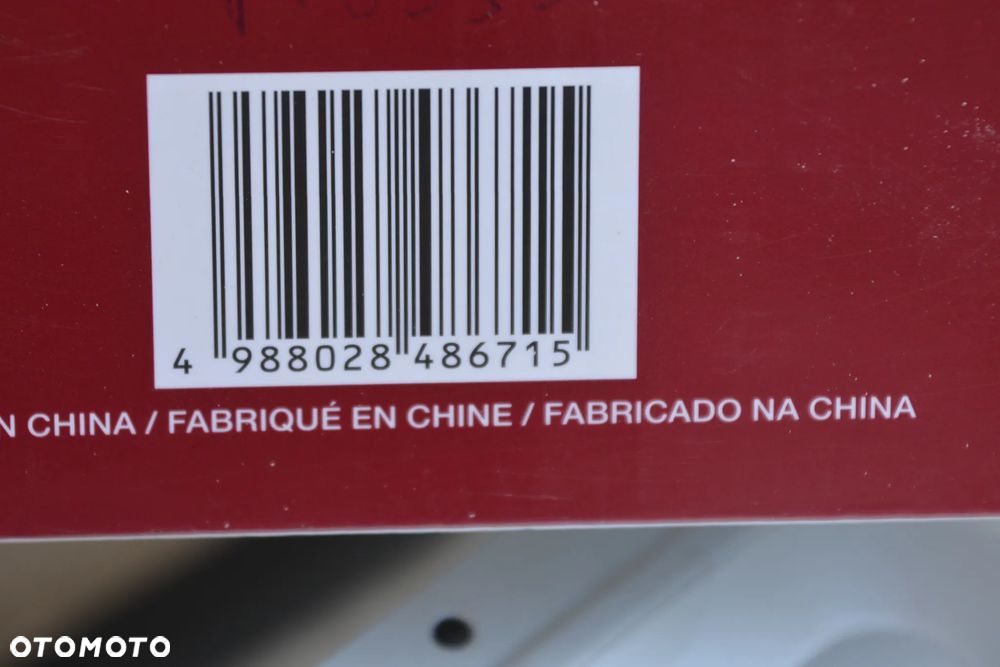 4 988028 486715
N CHINA / FABRIQUÉ EN CHINE / FABRICADO NA CHINA
OTOMOTO